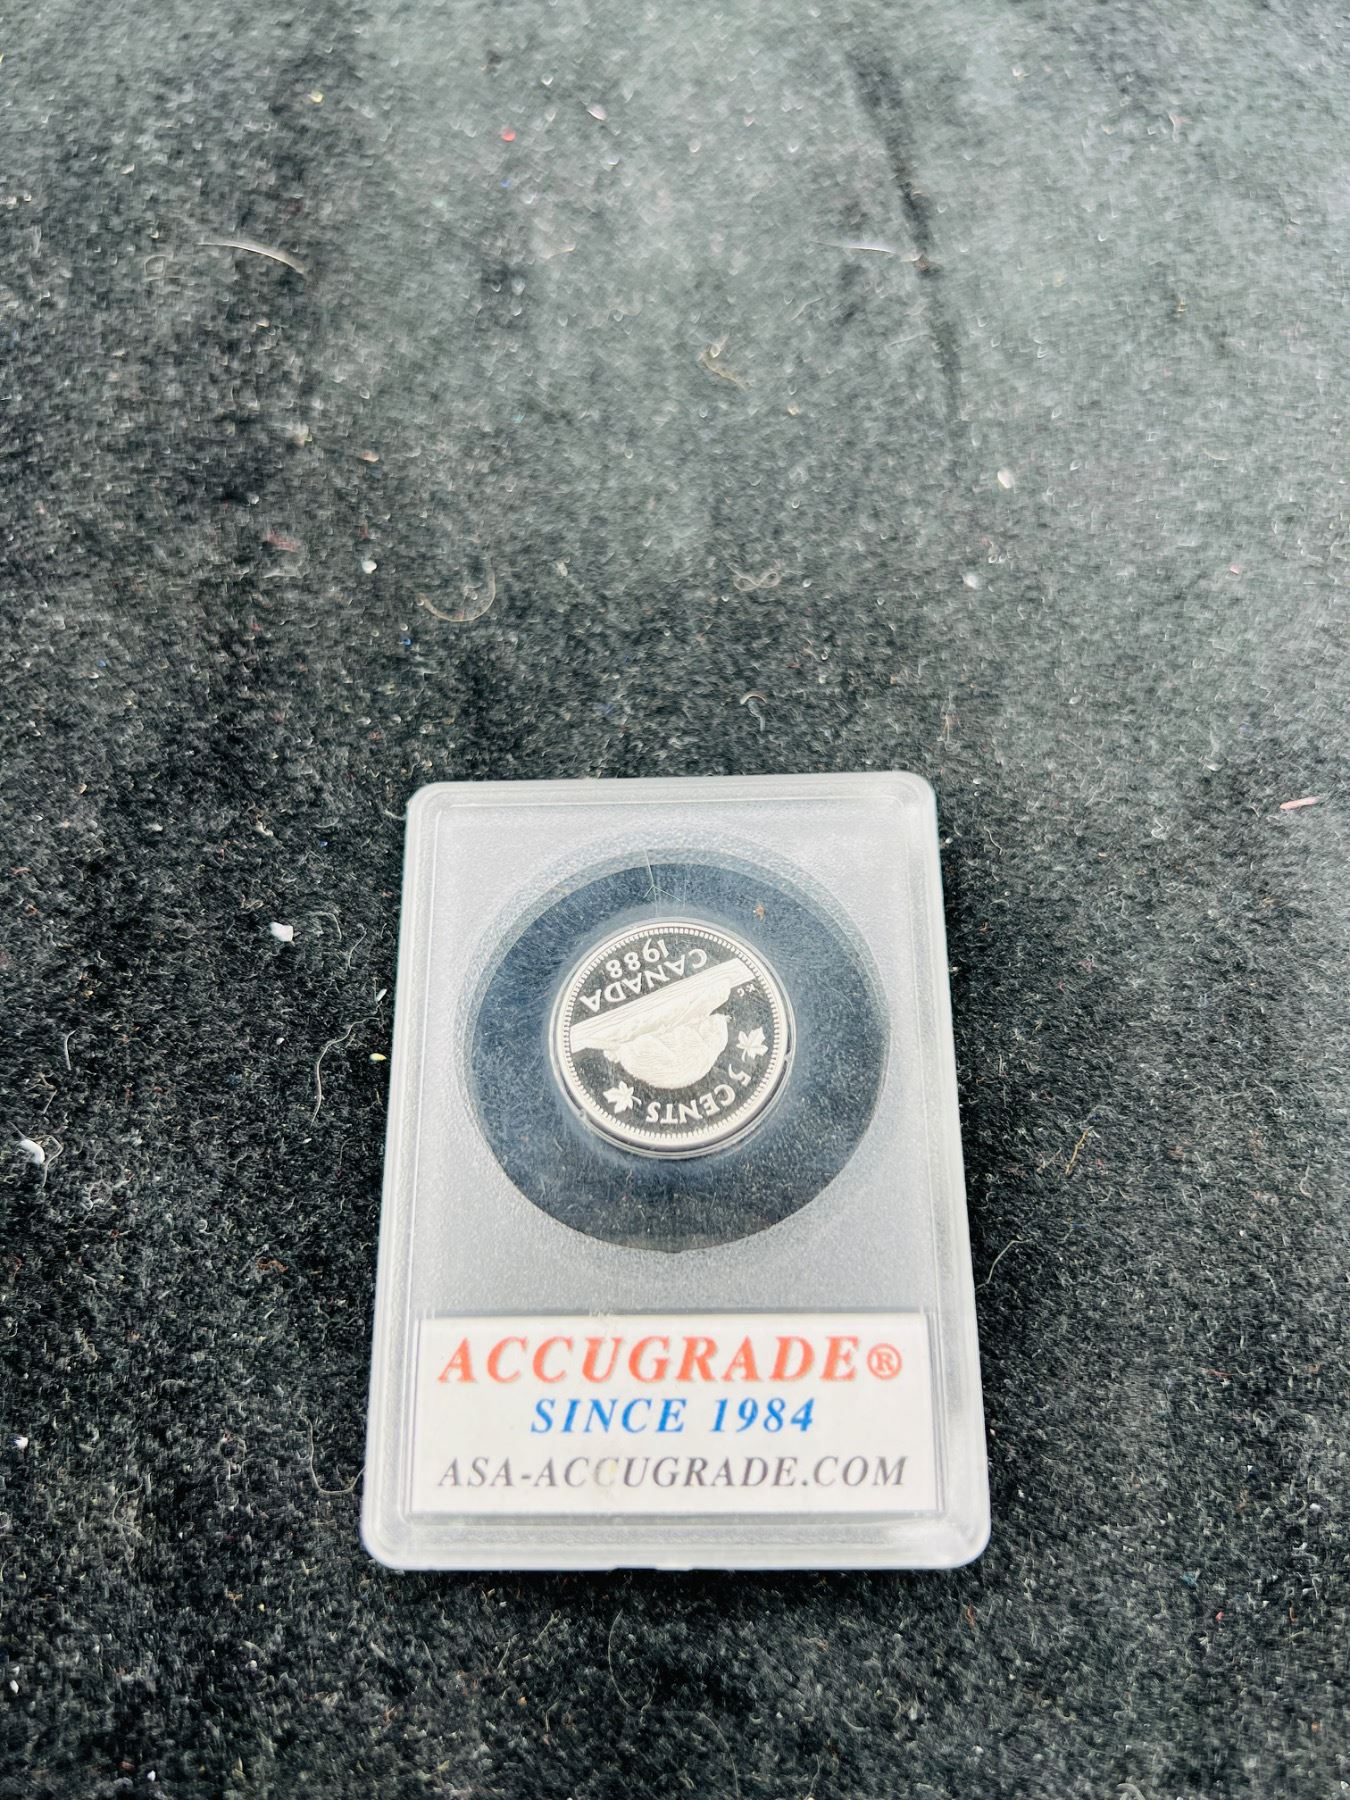 5 CENTS
K G
CANADA
1988
ACCUGRADE®
SINCE 1984
ASA-ACCUGRADE.COM